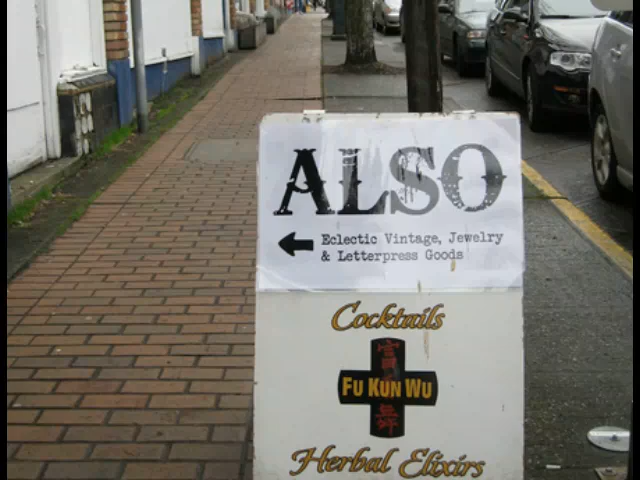 ALSO
Eclectic Vintage, Jewelry
& Letterpress Goods
Cocktails
FU KUN WU
Herbal Elixirs